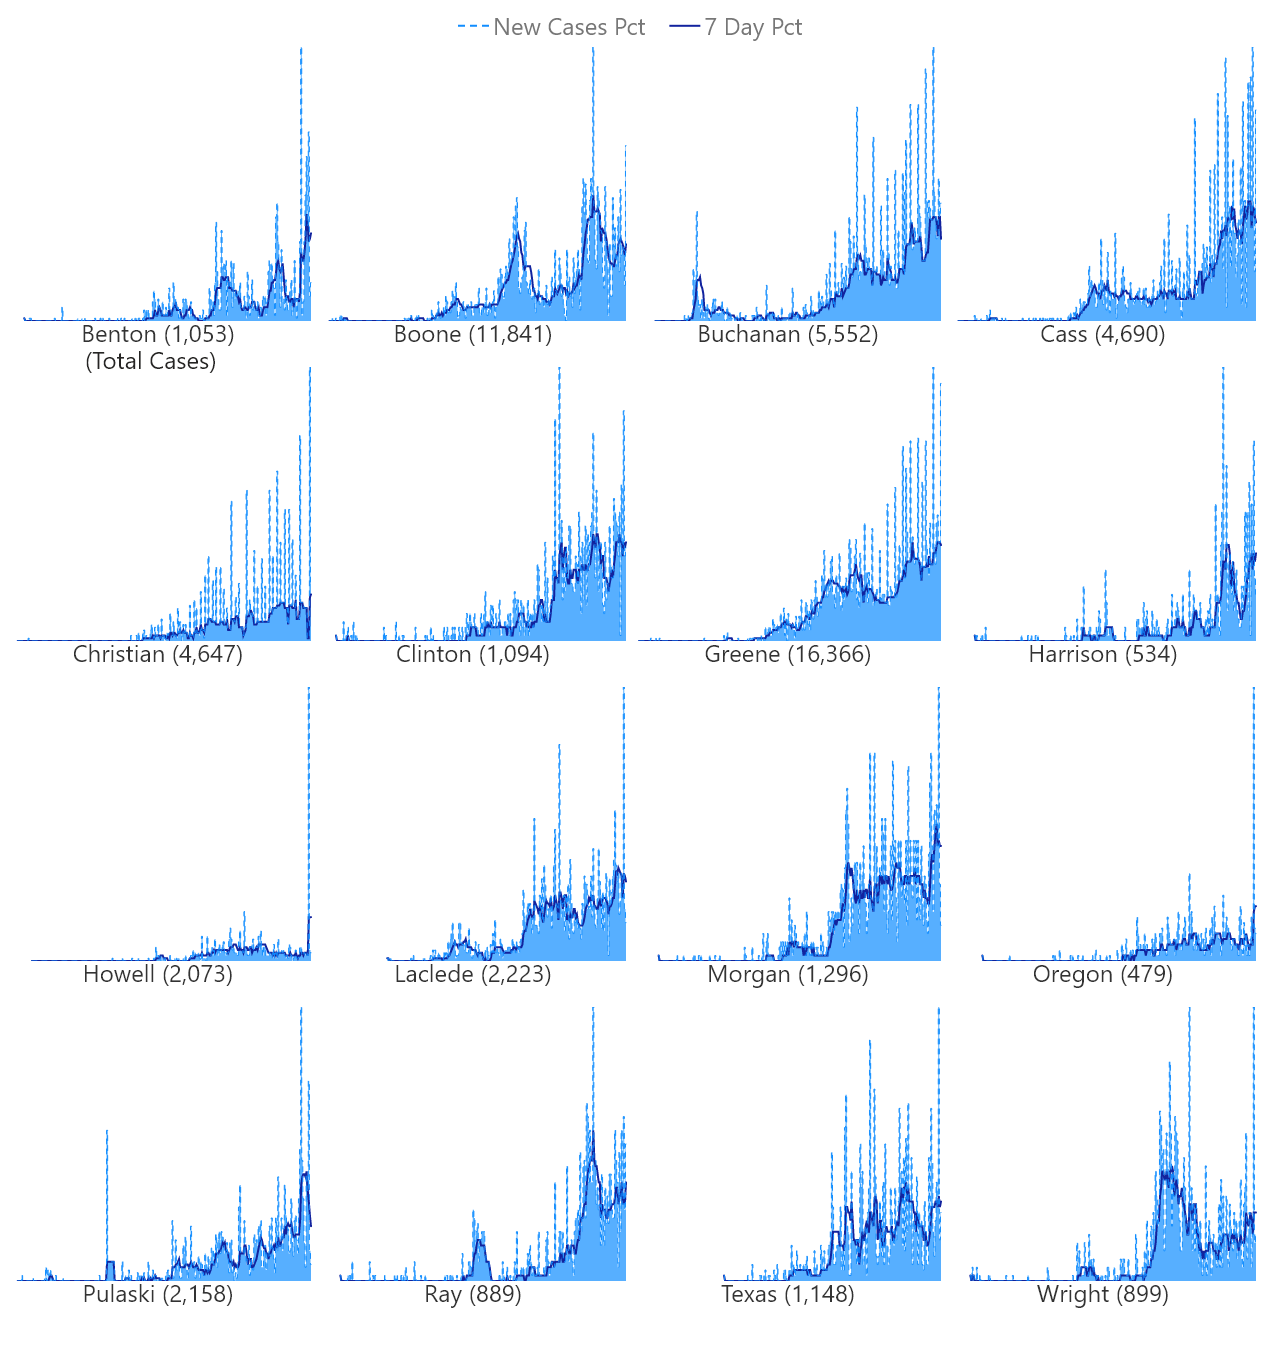 New Cases Pct 7 Day Pct
Benton (1,053) Boone (11,841) Buchanan (5,552) Cass (4,690)
(Total Cases)
Christian (4,647) Clinton (1,094) Greene (16,366) Harrison (534)
Howell (2,073) Laclede (2,223) Morgan (1,296) Oregon (479)
Pulaski (2,158) Ray (889) Texas (1,148) Wright (899)